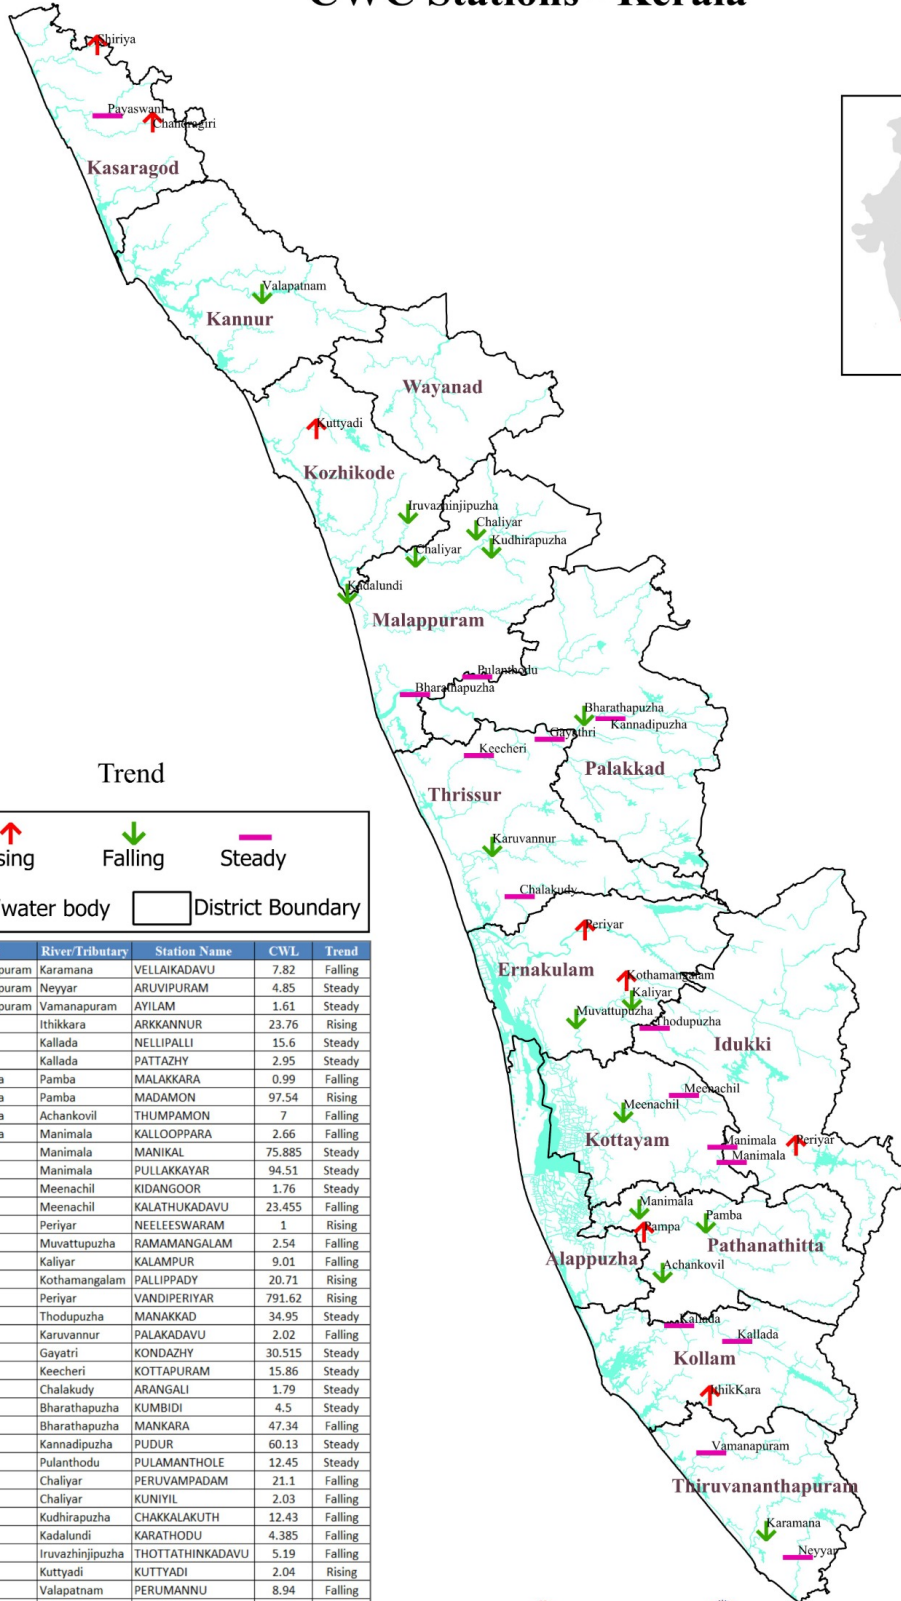 CWC Stations - Kerala
Shiriya
Payaswani
Chandragiri
Kasaragod
Valapatnam
Kannur
Wayanad
Kuttyadi
Kozhikode
Iruvazhinjipuzha
Chaliyar
Kudhirapuzha
Chaliyar
Kadalundi
Malappuram
Pulanthodu
Bharathapuzha
Bharathapuzha
Kannadipuzha
Gayathri
Keecheri
Palakkad
Thrissur
Karuvannur
Chalakudy
Periyar
Ernakulam
Kothamangalam
Kaliyar
Muvattupuzha
Thodupuzha
Idukki
Meenachil
Meenachil
Kottayam
Manimala
Periyar
Manimala
Manimala
Pamba
Pampa
Pathanathitta
Alappuzha
Achankovil
Kallada
Kallada
Kollam
IthikKara
Vamanapuram
Thiruvananthapuram
Karamana
Neyyar
Trend
sing Falling Steady
water body District Boundary
River/Tributary Station Name CWL Trend
puram Karamana VELLAIKADAVU 7.82 Falling
puram Neyyar ARUVIPURAM 4.85 Steady
puram Vamanapuram AYILAM 1.61 Steady
Ithikkara ARKKANNUR 23.76 Rising
Kallada NELLIPALLI 15.6 Steady
Kallada PATTAZHY 2.95 Steady
a Pamba MALAKKARA 0.99 Falling
a Pamba MADAMON 97.54 Rising
a Achankovil THUMPAMON 7 Falling
a Manimala KALLOOPPARA 2.66 Falling
Manimala MANIKAL 75.885 Steady
Manimala PULLAKKAYAR 94.51 Steady
Meenachil KIDANGOOR 1.76 Steady
Meenachil KALATHUKADAVU 23.455 Falling
Periyar NEELEESWARAM 1 Rising
Muvattupuzha RAMAMANGALAM 2.54 Falling
Kaliyar KALAMPUR 9.01 Falling
Kothamangalam PALLIPPADY 20.71 Rising
Periyar VANDIPERIYAR 791.62 Rising
Thodupuzha MANAKKAD 34.95 Steady
Karuvannur PALAKADAVU 2.02 Falling
Gayatri KONDAZHY 30.515 Steady
Keecheri KOTTAPURAM 15.86 Steady
Chalakudy ARANGALI 1.79 Steady
Bharathapuzha KUMBIDI 4.5 Steady
Bharathapuzha MANKARA 47.34 Falling
Kannadipuzha PUDUR 60.13 Steady
Pulanthodu PULAMANTHOLE 12.45 Steady
Chaliyar PERUVAMPADAM 21.1 Falling
Chaliyar KUNIYIL 2.03 Falling
Kudhirapuzha CHAKKALAKUTH 12.43 Falling
Kadalundi KARATHODU 4.385 Falling
Iruvazhinjipuzha THOTTATHINKADAVU 5.19 Falling
Kuttyadi KUTTYADI 2.04 Rising
Valapatnam PERUMANNU 8.94 Falling